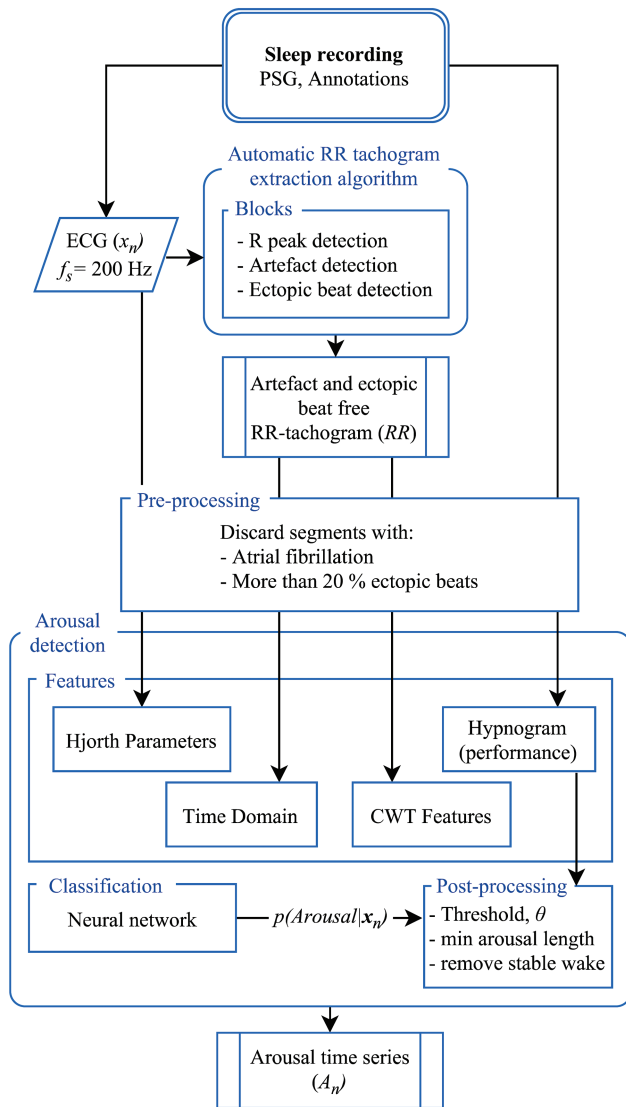 Sleep recording
PSG, Annotations
Automatic RR tachogram
extraction algorithm
Blocks
- R peak detection
- Artefact detection
- Ectopic beat detection
ECG (xₙ)
fₛ = 200 Hz
Artefact and ectopic
beat free
RR-tachogram (RR)
Pre-processing
Discard segments with:
- Atrial fibrillation
- More than 20 % ectopic beats
Arousal
detection
Features
Hjorth Parameters
Hypnogram
(performance)
Time Domain
CWT Features
Classification
Neural network
p(Arousal|xₙ)
Post-processing
- Threshold, θ
- min arousal length
- remove stable wake
Arousal time series
(Aₙ)